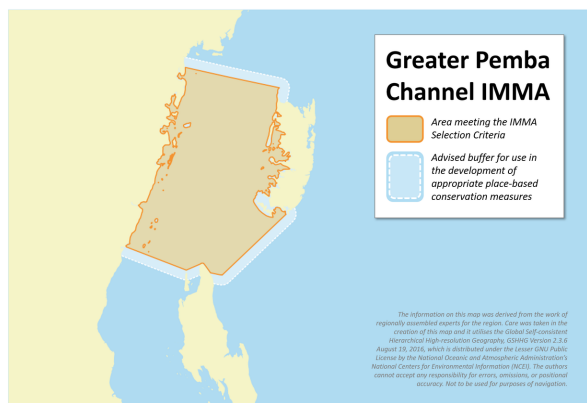 Greater Pemba
Channel IMMA
Area meeting the IMMA
Selection Criteria
Advised buffer for use in
the development of
appropriate place-based
conservation measures
The information on this map was derived from the work of
regionally assembled experts for the region. Care was taken in the
creation of this map and it utilises the Global Self-consistent
Hierarchical High-resolution Geography, GSHHG Version 2.3.6
August 19, 2016, which is distributed under the Lesser GNU Public
License by the National Oceanic and Atmospheric Administration's
National Centers for Environmental Information (NCEI). The authors
cannot accept any responsibility for errors, omissions, or positional
accuracy. Not to be used for purposes of navigation.